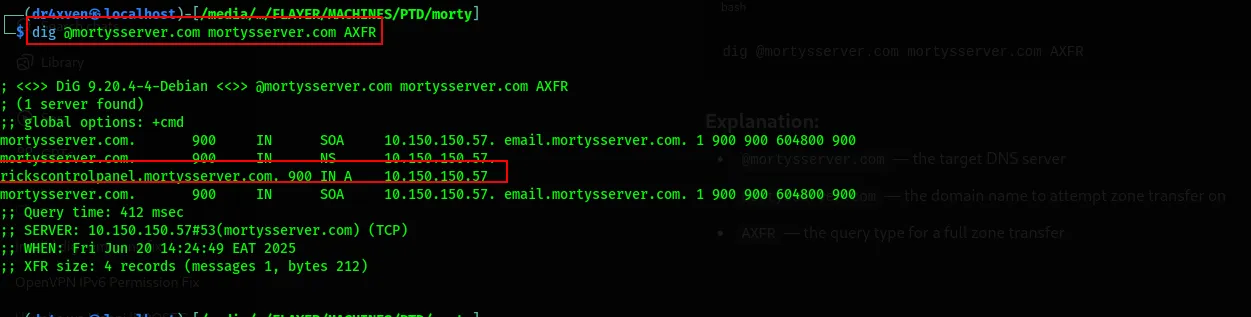 (dr4xven㉿localhost)-[/media/…/FLAYER/MACHINES/PTD/morty]
bash
$ dig @mortysserver.com mortysserver.com AXFR
dig @mortysserver.com mortysserver.com AXFR
Library
; <<>> DiG 9.20.4-4-Debian <<>> @mortysserver.com mortysserver.com AXFR
; (1 server found)
;; global options: +cmd
Explanation:
mortysserver.com. 900 IN SOA 10.150.150.57. email.mortysserver.com. 1 900 900 604800 900
mortysserver.com. 900 IN NS 10.150.150.57.
@mortysserver.com — the target DNS server
rickscontrolpanel.mortysserver.com. 900 IN A 10.150.150.57
mortysserver.com. 900 IN SOA 10.150.150.57. email.mortysserver.com. 1 900 900 604800 900
— the domain name to attempt zone transfer on
;; Query time: 412 msec
;; SERVER: 10.150.150.57#53(mortysserver.com) (TCP)
AXFR — the query type for a full zone transfer
;; WHEN: Fri Jun 20 14:24:49 EAT 2025
;; XFR size: 4 records (messages 1, bytes 212)
OpenVPN IPv6 Permission Fix